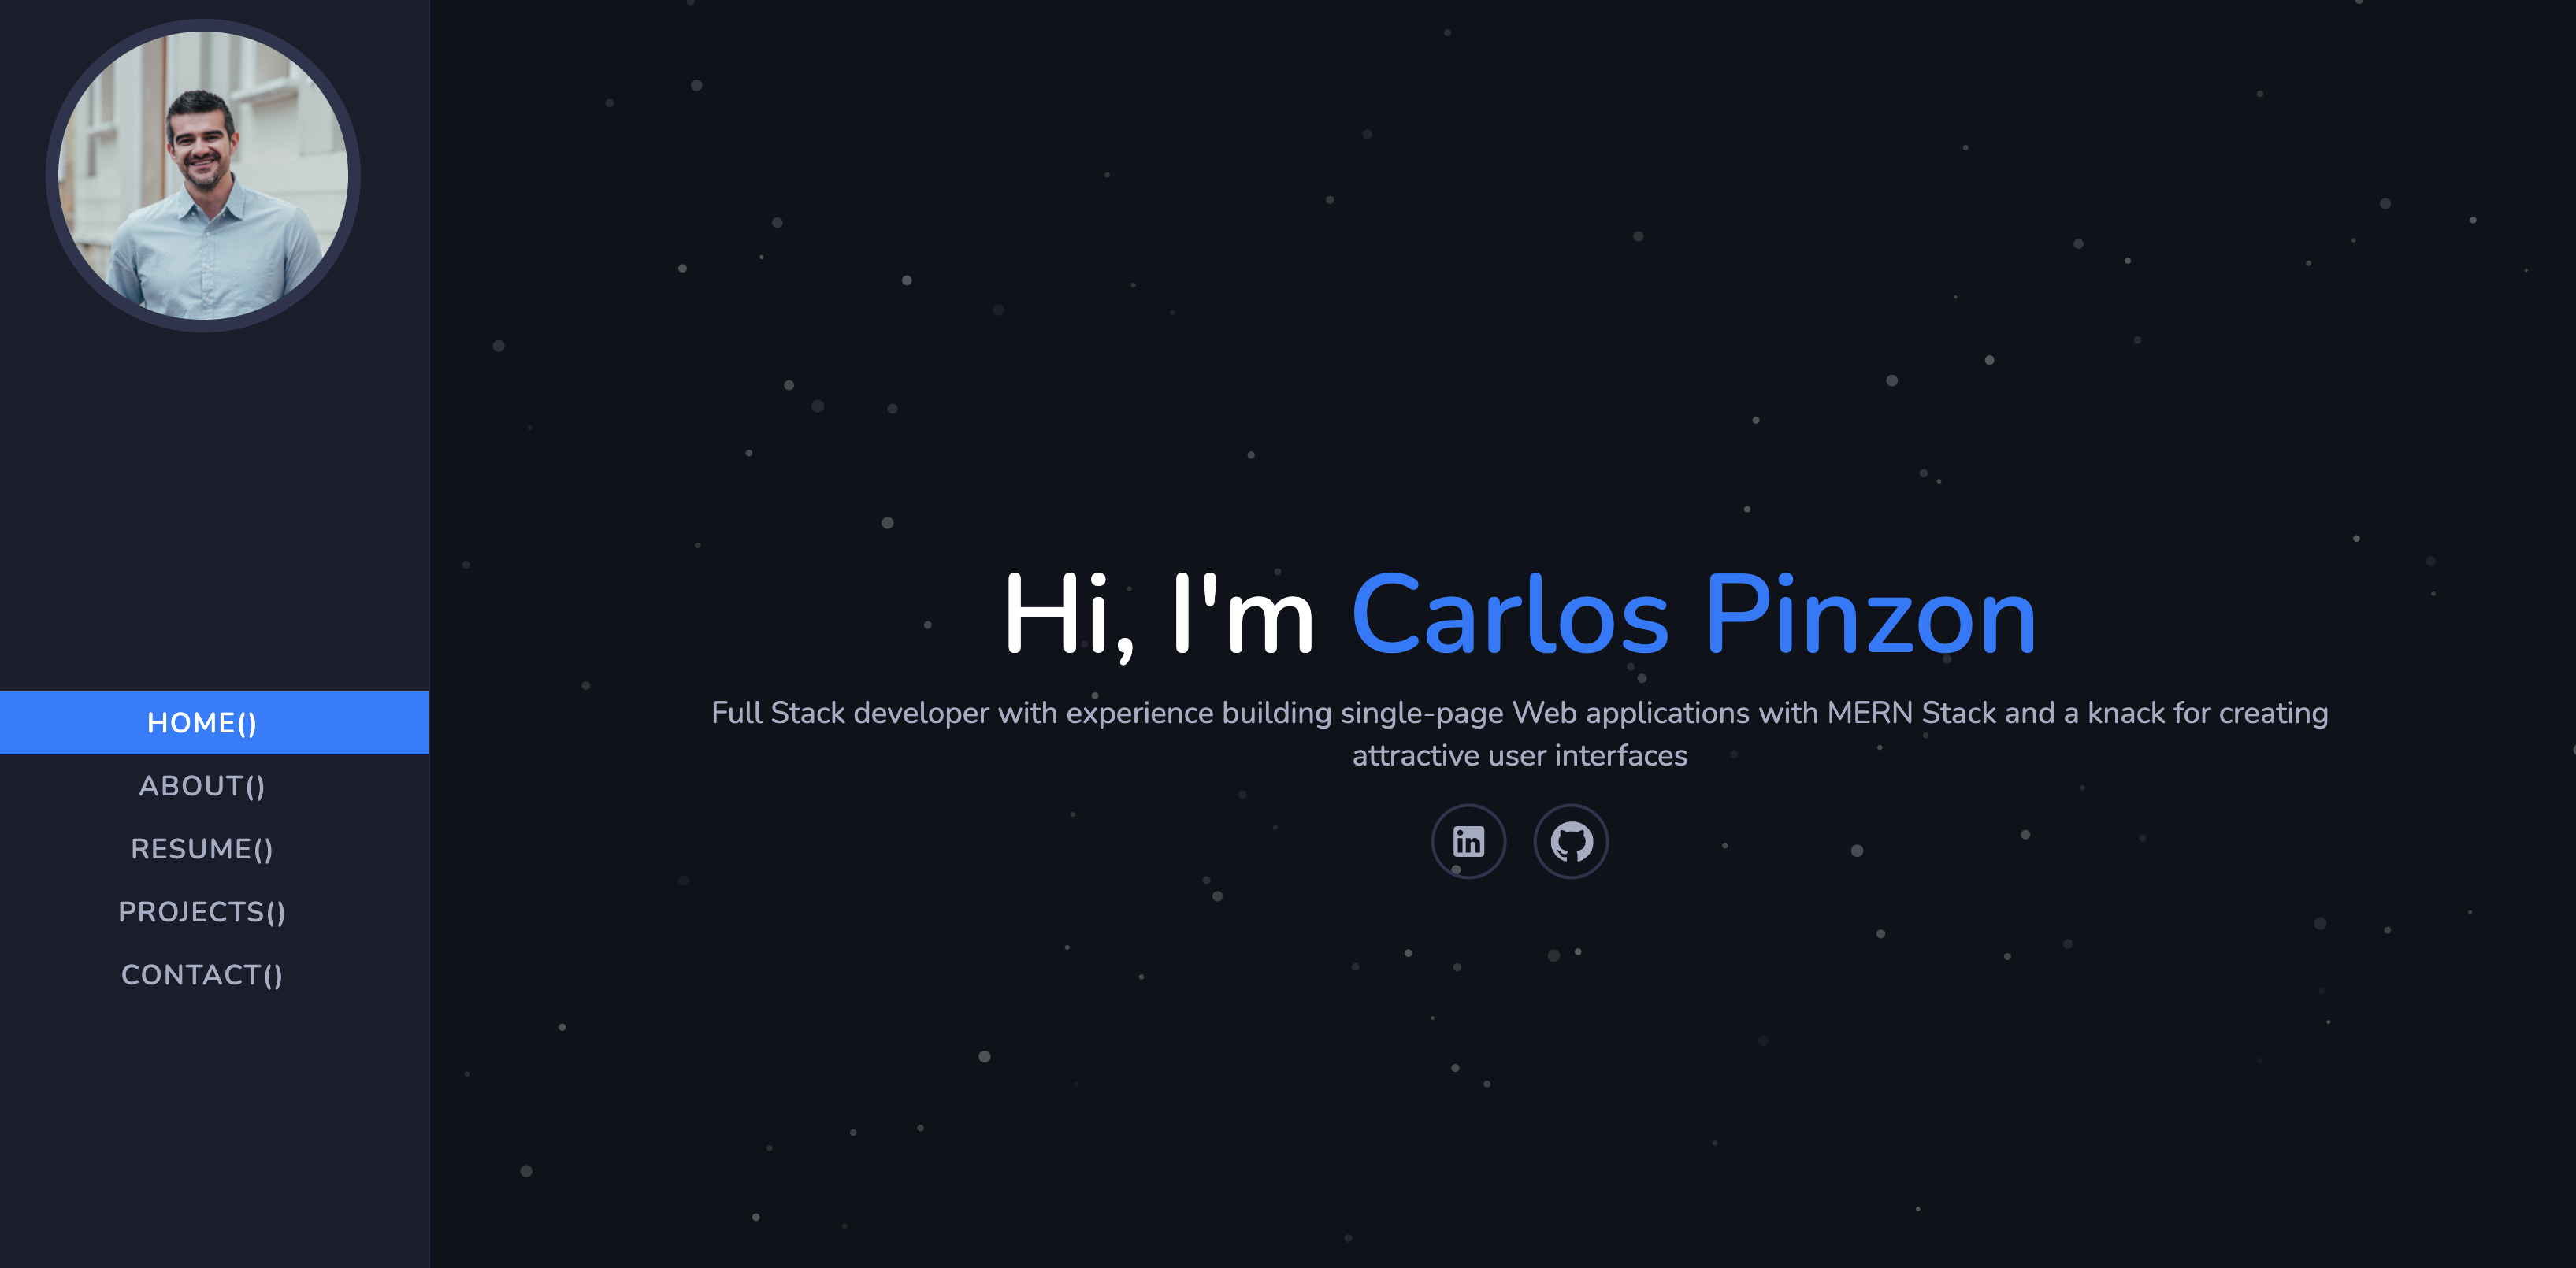 HOME()
ABOUT()
RESUME()
PROJECTS()
CONTACT()
Hi, I'm Carlos Pinzon
Full Stack developer with experience building single-page Web applications with MERN Stack and a knack for creating
attractive user interfaces
in